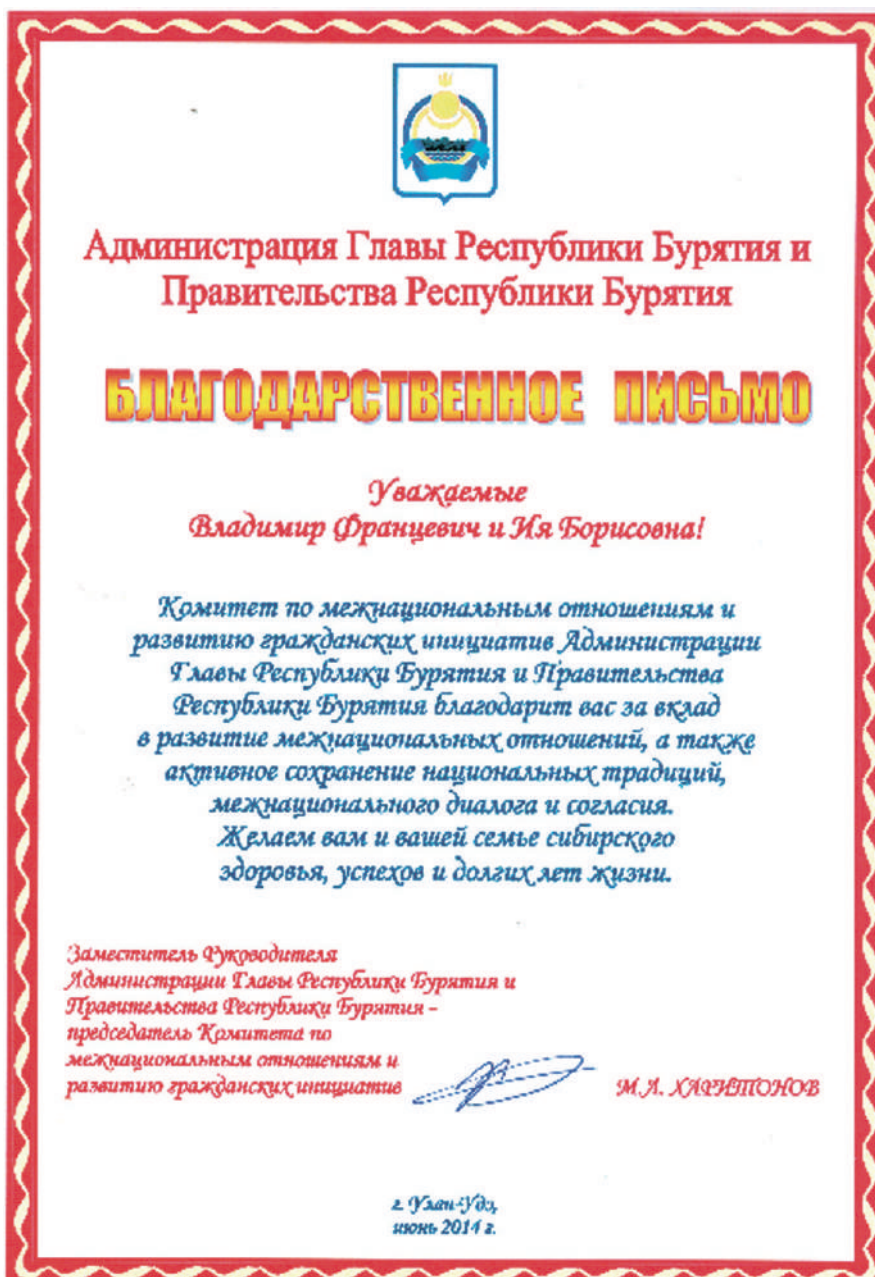 Администрация Главы Республики Бурятия и
Правительства Республики Бурятия
БЛАГОДАРСТВЕННОЕ ПИСЬМО
Уважаемые
Владимир Францевич и Ия Борисовна!
Комитет по межнациональным отношениям и
развитию гражданских инициатив Администрации
Главы Республики Бурятия и Правительства
Республики Бурятия благодарит вас за вклад
в развитие межнациональных отношений, а также
активное сохранение национальных традиций,
межнационального диалога и согласия.
Желаем вам и вашей семье сибирского
здоровья, успехов и долгих лет жизни.
Заместитель Руководителя
Администрации Главы Республики Бурятия и
Правительства Республики Бурятия –
председатель Комитета по
межнациональным отношениям и
развитию гражданских инициатив
М.А. ХАРИТОНОВ
г. Улан-Удэ,
июнь 2014 г.